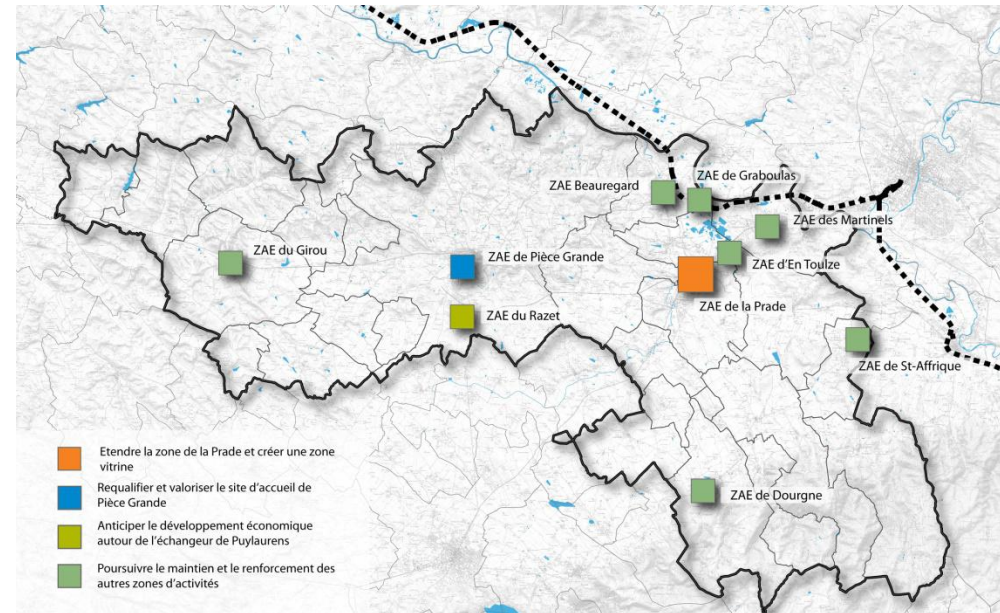 ZAE de Graboulas
ZAE Beauregard
ZAE des Martinels
ZAE du Girou
ZAE de Pièce Grande
ZAE d'En Toulze
ZAE de la Prade
ZAE du Razet
ZAE de St-Affrique
ZAE de Dourgne
Etendre la zone de la Prade et créer une zone
vitrine
Requalifier et valoriser le site d'accueil de
Pièce Grande
Anticiper le développement économique
autour de l'échangeur de Puylaurens
Poursuivre le maintien et le renforcement des
autres zones d'activités